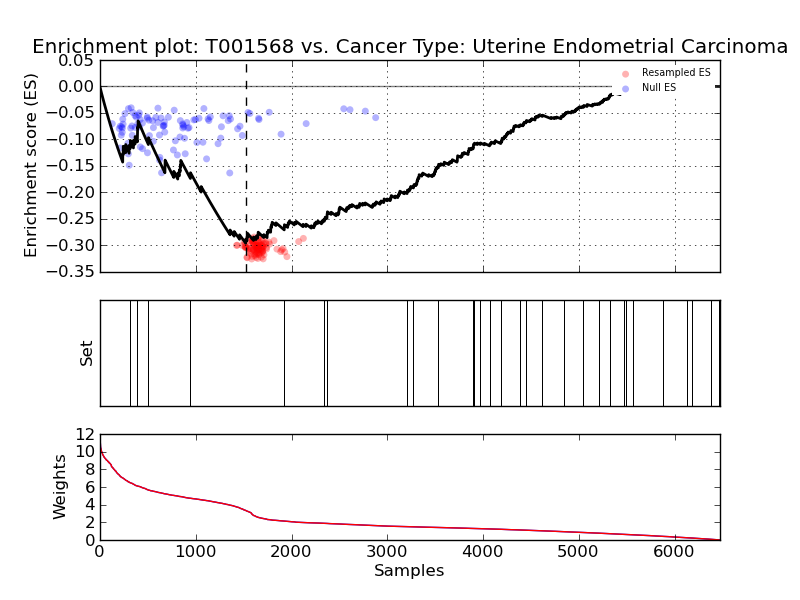 Enrichment plot: T001568 vs. Cancer Type: Uterine Endometrial Carcinoma
Enrichment score (ES)
0.05
0.00
−0.05
−0.10
−0.15
−0.20
−0.25
−0.30
−0.35
Resampled ES
Null ES
Set
Weights
12
10
8
6
4
2
0
0 1000 2000 3000 4000 5000 6000
Samples